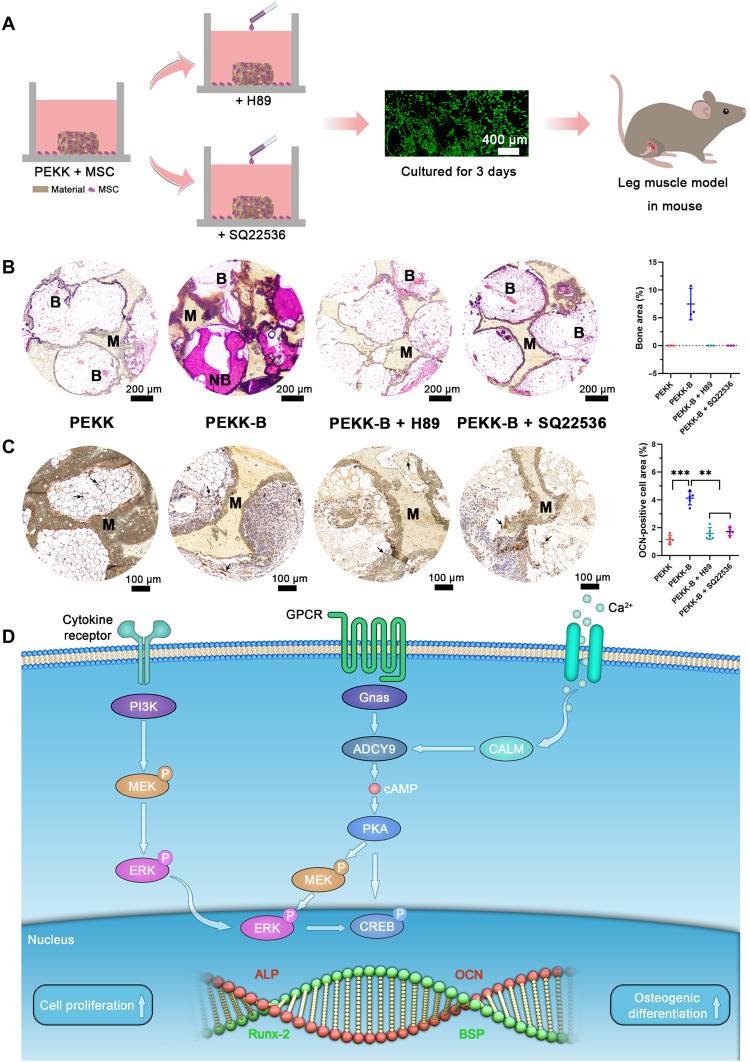 A
+ H89
PEKK + MSC
Material
MSC
+ SQ22536
400 μm
Cultured for 3 days
Leg muscle model
in mouse
B
B
M
B
200 μm
PEKK
B
M
NB
200 μm
PEKK-B
B
M
200 μm
PEKK-B + H89
B
B
M
200 μm
PEKK-B + SQ22536
Bone area (%)
15
10
5
0
−5
PEKK
PEKK-B
PEKK-B + H89
PEKK-B + SQ22536
C
M
100 μm
M
100 μm
M
100 μm
M
100 μm
OCN-positive cell area (%)
8
6
4
2
0
***
**
PEKK
PEKK-B
PEKK-B + H89
PEKK-B + SQ22536
D
Cytokine
receptor
GPCR
Ca2+
PI3K
Gnas
ADCY9
CALM
MEK
P
cAMP
PKA
ERK
P
MEK
P
ERK
P
CREB
P
Nucleus
ALP
OCN
Cell proliferation
Osteogenic
differentiation
Runx-2
BSP